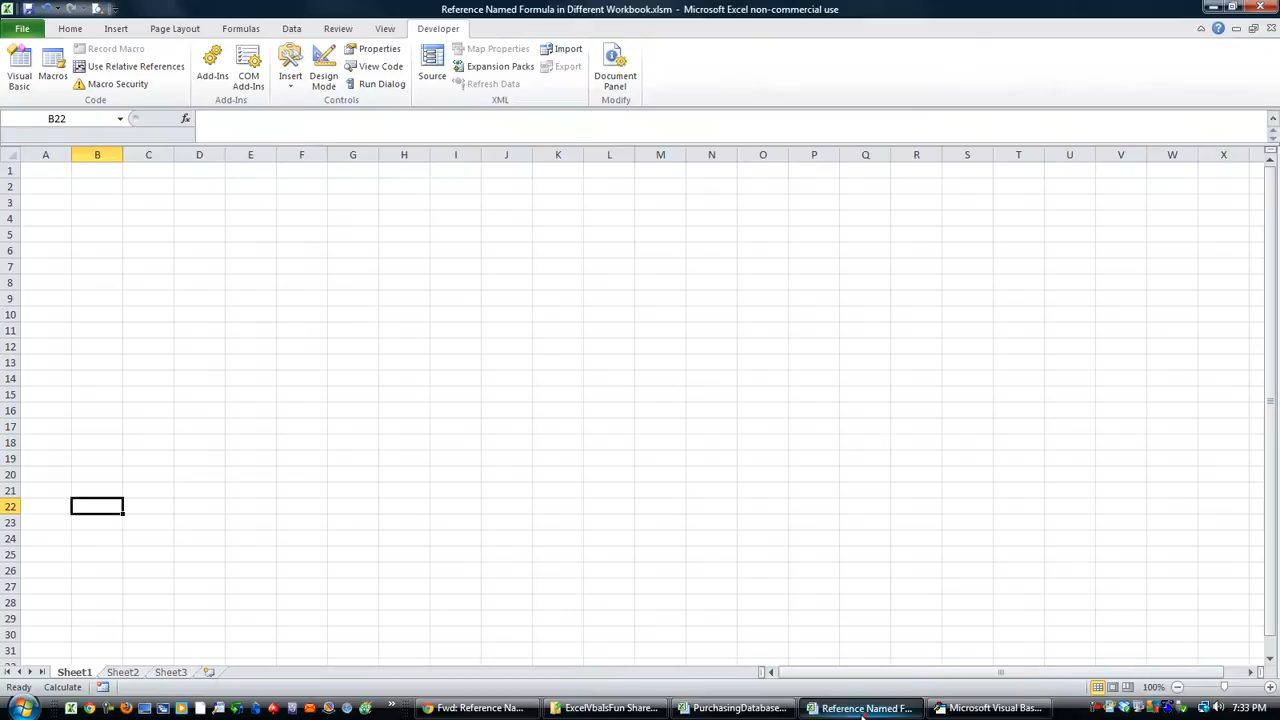 Reference Named Formula in Different Workbook.xlsm - Microsoft Excel non-commercial use
File Home Insert Page Layout Formulas Data Review View Developer
Visual Basic
Macros
Record Macro
Use Relative References
Macro Security
Code
Add-Ins
COM Add-Ins
Add-Ins
Insert
Design Mode
Properties
View Code
Run Dialog
Controls
Source
Map Properties
Expansion Packs
Refresh Data
Import
Export
XML
Document Panel
Modify
B22 fx
A B C D E F G H I J K L M N O P Q R S T U V W X
1
2
3
4
5
6
7
8
9
10
11
12
13
14
15
16
17
18
19
20
21
22
23
24
25
26
27
28
29
30
31
Sheet1 Sheet2 Sheet3
Ready Calculate 100%
Fwd: Reference Na... ExcelVbaIsFun Share... PurchasingDatabase... Reference Named F... Microsoft Visual Bas... 7:33 PM